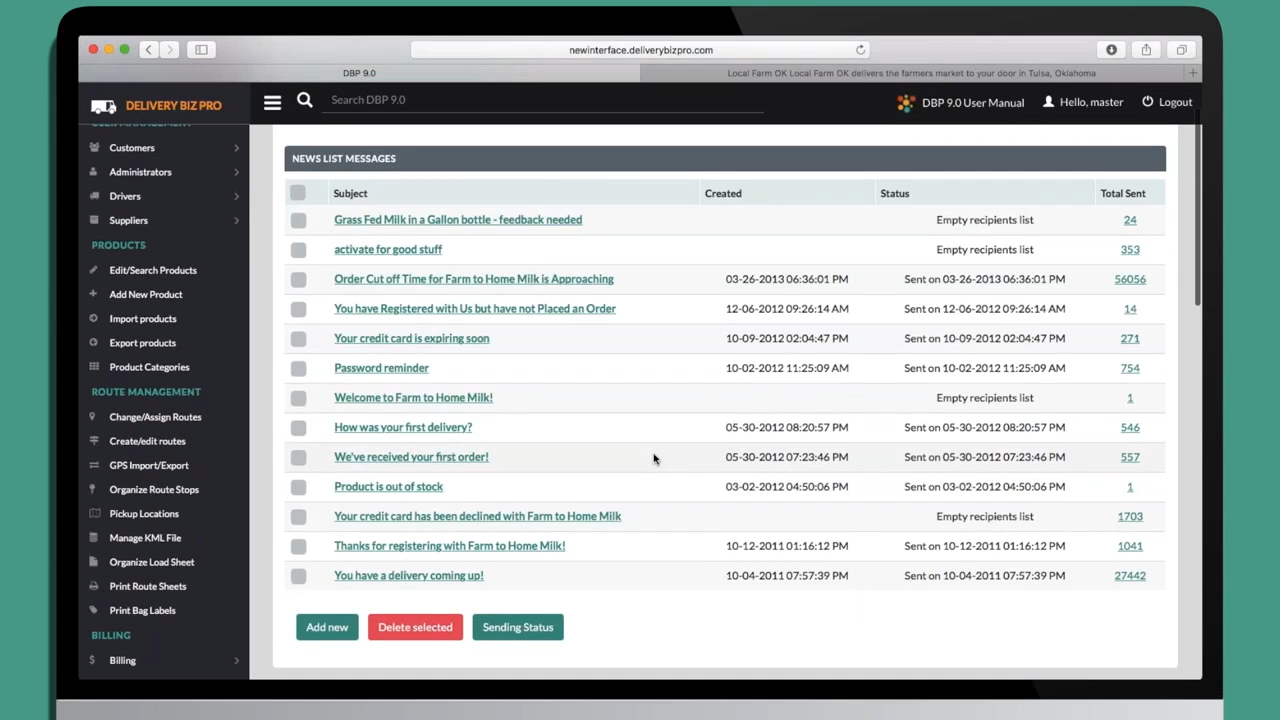 newinterface.deliverybizpro.com
DBP 9.0
Local Farm OK Local Farm OK delivers the farmers market to your door in Tulsa, Oklahoma
DELIVERY BIZ PRO
Search DBP 9.0
DBP 9.0 User Manual
Hello, master
Logout
USER MANAGEMENT
Customers
Administrators
Drivers
Suppliers
PRODUCTS
Edit/Search Products
Add New Product
Import products
Export products
Product Categories
ROUTE MANAGEMENT
Change/Assign Routes
Create/edit routes
GPS Import/Export
Organize Route Stops
Pickup Locations
Manage KML File
Organize Load Sheet
Print Route Sheets
Print Bag Labels
BILLING
Billing
NEWS LIST MESSAGES
Subject Created Status Total Sent
Grass Fed Milk in a Gallon bottle - feedback needed Empty recipients list 24
activate for good stuff Empty recipients list 353
Order Cut off Time for Farm to Home Milk is Approaching 03-26-2013 06:36:01 PM Sent on 03-26-2013 06:36:01 PM 56056
You have Registered with Us but have not Placed an Order 12-06-2012 09:26:14 AM Sent on 12-06-2012 09:26:14 AM 14
Your credit card is expiring soon 10-09-2012 02:04:47 PM Sent on 10-09-2012 02:04:47 PM 271
Password reminder 10-02-2012 11:25:09 AM Sent on 10-02-2012 11:25:09 AM 754
Welcome to Farm to Home Milk! Empty recipients list 1
How was your first delivery? 05-30-2012 08:20:57 PM Sent on 05-30-2012 08:20:57 PM 546
We've received your first order! 05-30-2012 07:23:46 PM Sent on 05-30-2012 07:23:46 PM 557
Product is out of stock 03-02-2012 04:50:06 PM Sent on 03-02-2012 04:50:06 PM 1
Your credit card has been declined with Farm to Home Milk Empty recipients list 1703
Thanks for registering with Farm to Home Milk! 10-12-2011 01:16:12 PM Sent on 10-12-2011 01:16:12 PM 1041
You have a delivery coming up! 10-04-2011 07:57:39 PM Sent on 10-04-2011 07:57:39 PM 27442
Add new Delete selected Sending Status